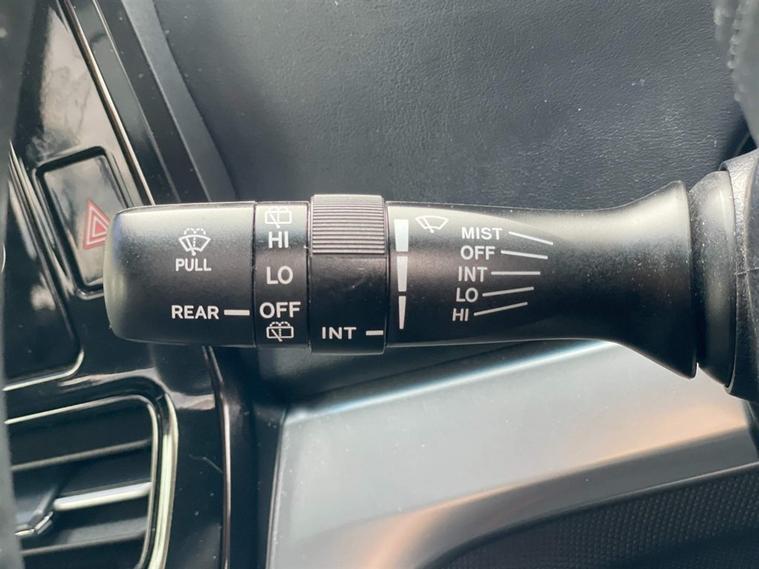 PULL
REAR
HI
LO
OFF
INT
MIST
OFF
INT
LO
HI